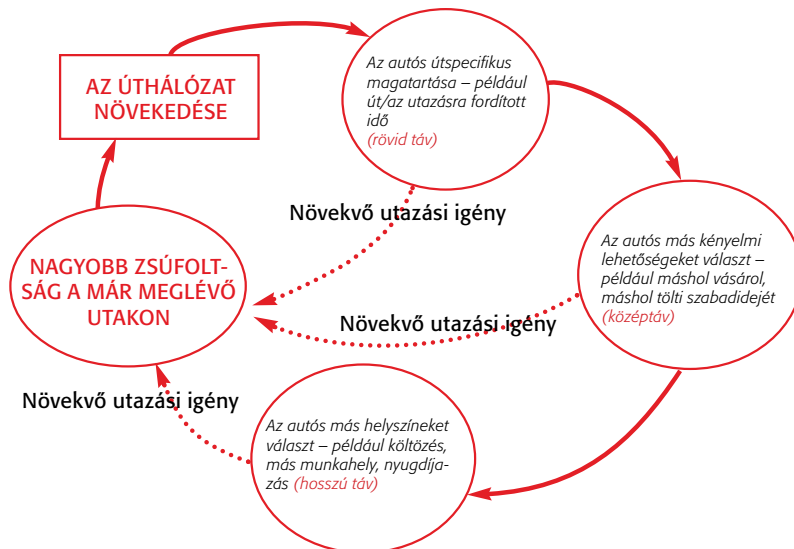 AZ ÚTHÁLÓZAT
NÖVEKEDÉSE
Az autós útspecifikus
magatartása – például
út/az utazásra fordított
idő
(rövid táv)
Növekvő utazási igény
NAGYOBB ZSÚFOLT-
SÁG A MÁR MEGLÉVŐ
UTAKON
Az autós más kényelmi
lehetőségeket választ –
például máshol vásárol,
máshol tölti szabadidejét
(középtáv)
Növekvő utazási igény
Növekvő utazási igény
Az autós más helyszíneket
választ – például költözés,
más munkahely, nyugdíja-
zás (hosszú táv)